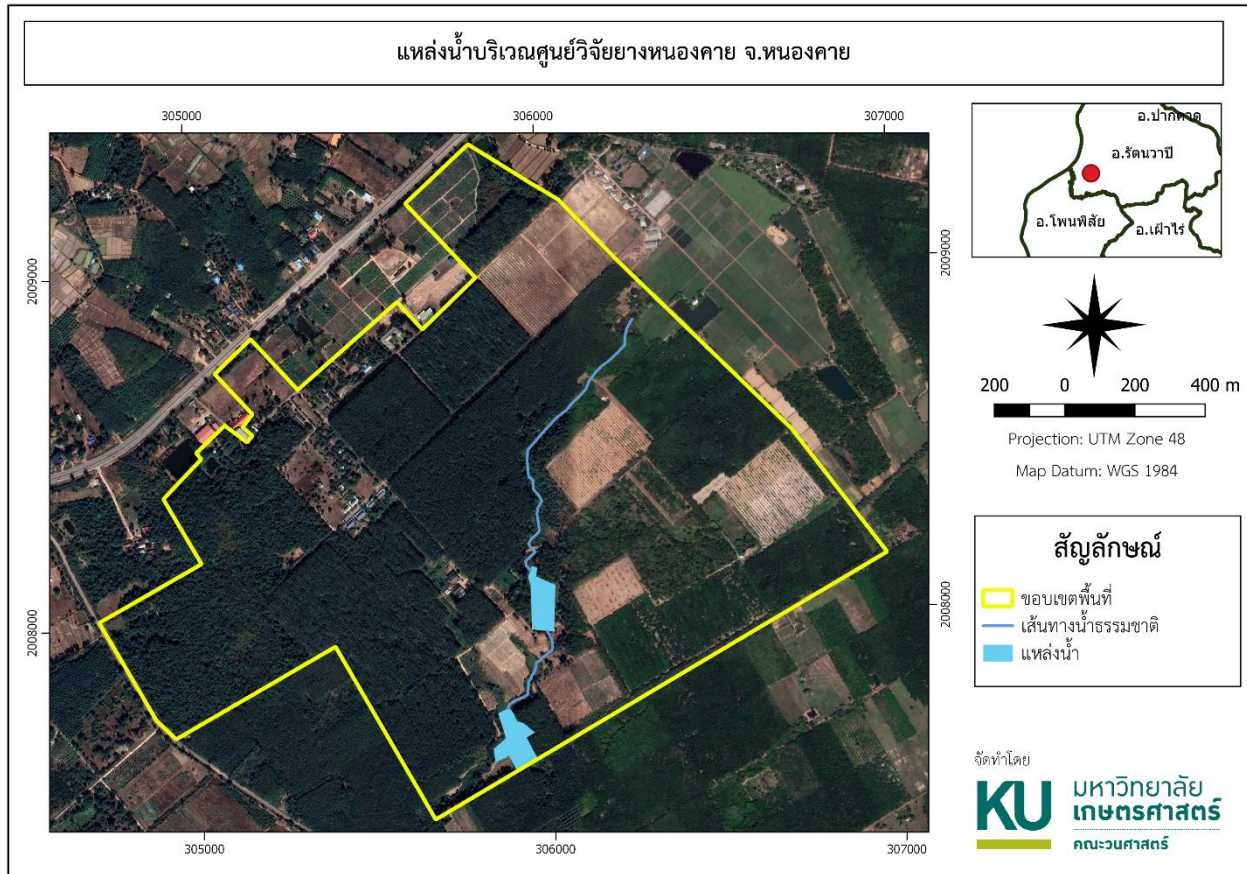 แหล่งน้ำบริเวณศูนย์วิจัยยางหนองคาย จ.หนองคาย
305000 306000 307000
2009000 2009000
2008000 2008000
305000 306000 307000
อ.ปากคาด
อ.รัตนวาปี
อ.โพนพิสัย
อ.เฝ้าไร่
200 0 200 400 m
Projection: UTM Zone 48
Map Datum: WGS 1984
สัญลักษณ์
ขอบเขตพื้นที่
เส้นทางน้ำธรรมชาติ
แหล่งน้ำ
จัดทำโดย
KU มหาวิทยาลัย
เกษตรศาสตร์
คณะวนศาสตร์